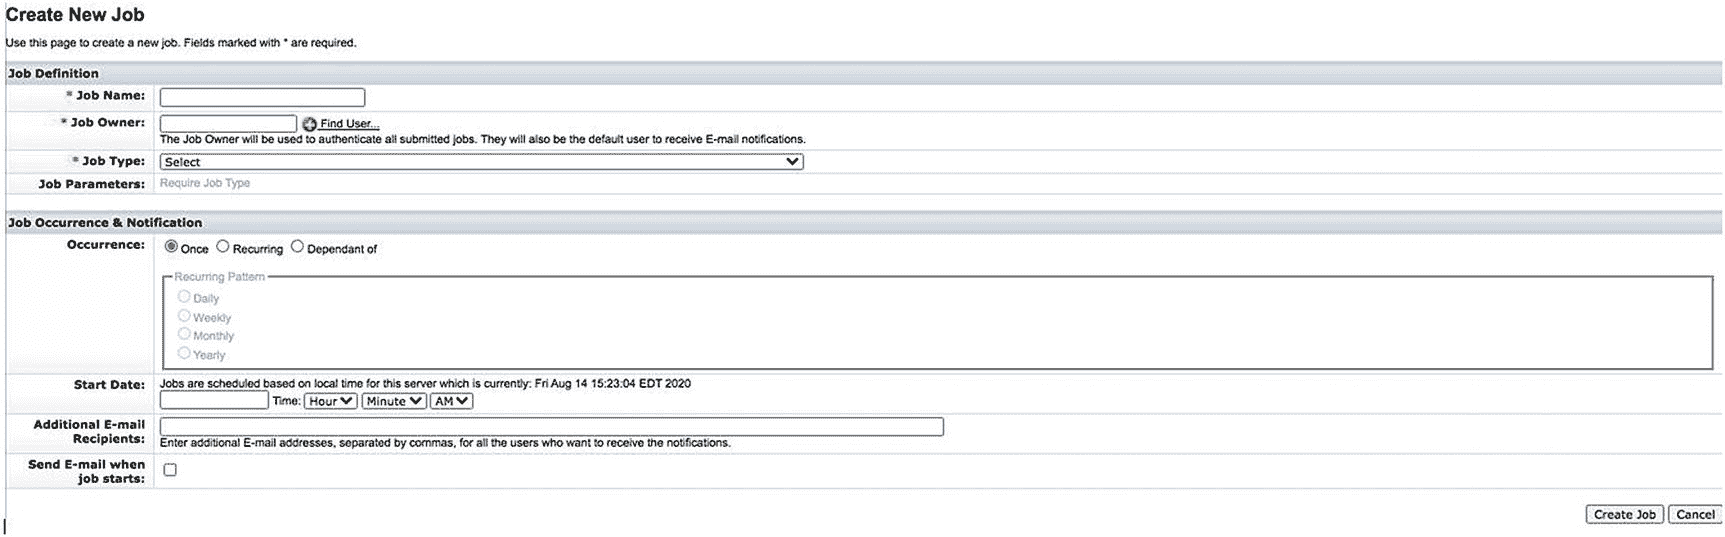 Create New Job
Use this page to create a new job. Fields marked with * are required.
Job Definition
* Job Name:
* Job Owner: Find User...
The Job Owner will be used to authenticate all submitted jobs. They will also be the default user to receive E-mail notifications.
* Job Type: Select
Job Parameters: Require Job Type
Job Occurrence & Notification
Occurrence: Once Recurring Dependant of
Recurring Pattern
Daily
Weekly
Monthly
Yearly
Start Date: Jobs are scheduled based on local time for this server which is currently: Fri Aug 14 15:23:04 EDT 2020
Time: Hour Minute AM
Additional E-mail
Recipients:
Enter additional E-mail addresses, separated by commas, for all the users who want to receive the notifications.
Send E-mail when
job starts:
Create Job Cancel